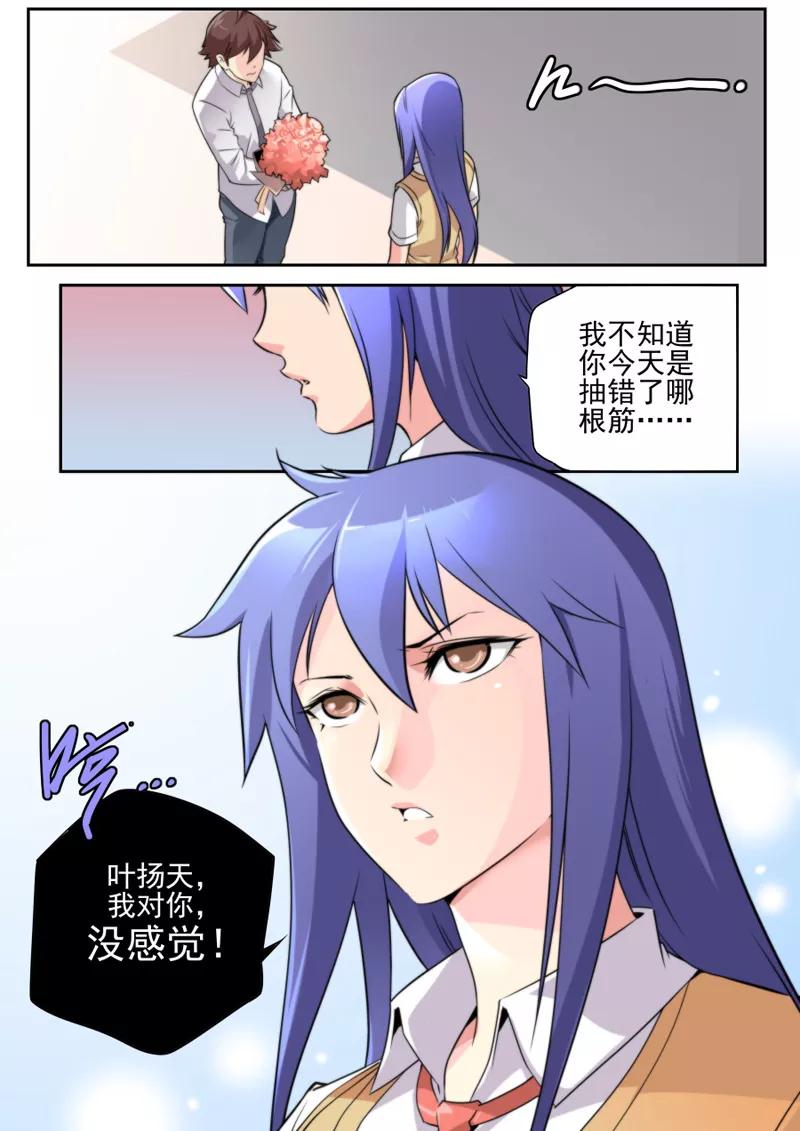 ん～——.
我不知道
你今天是
抽错了哪
根筋……
哼…
叶扬天，
我对你，
没感觉！